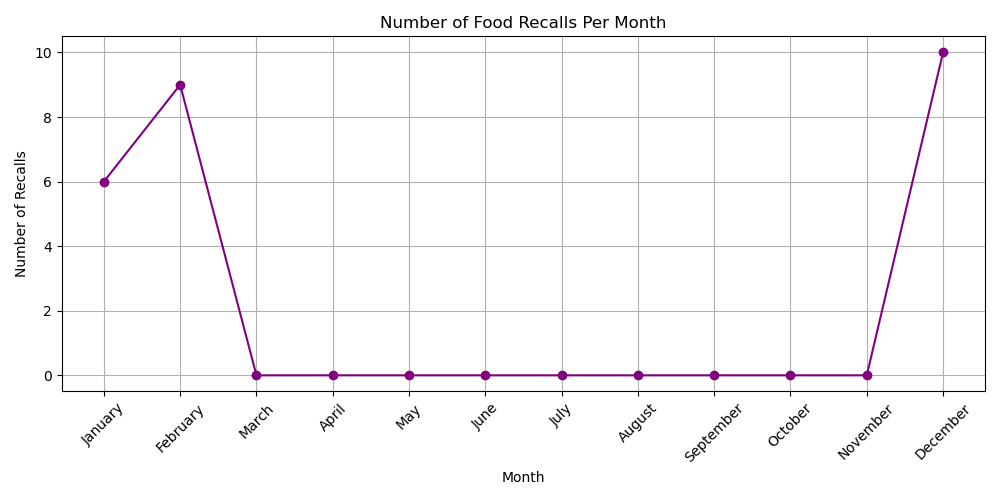 Number of Food Recalls Per Month
Number of Recalls
10
8
6
4
2
0
January
February
March
April
May
June
July
August
September
October
November
December
Month